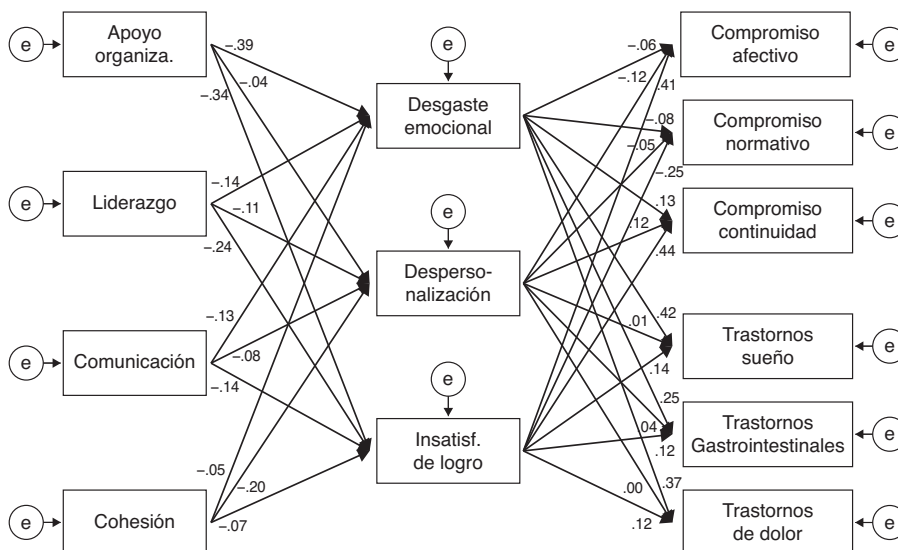 e
Apoyo
organiza.
e
Liderazgo
e
Comunicación
e
Cohesión
–.39
–.04
–.34
–.14
–.11
–.24
–.13
–.08
–.14
–.05
–.20
–.07
e
Desgaste
emocional
e
Desperso-
nalización
e
Insatisf.
de logro
–.06
–.12
.41
–.08
–.05
–.25
.13
.12
.44
.42
.01
.14
.25
.04
.12
.37
.00
.12
Compromiso
afectivo
e
Compromiso
normativo
e
Compromiso
continuidad
e
Trastornos
sueño
e
Trastornos
Gastrointestinales
e
Trastornos
de dolor
e